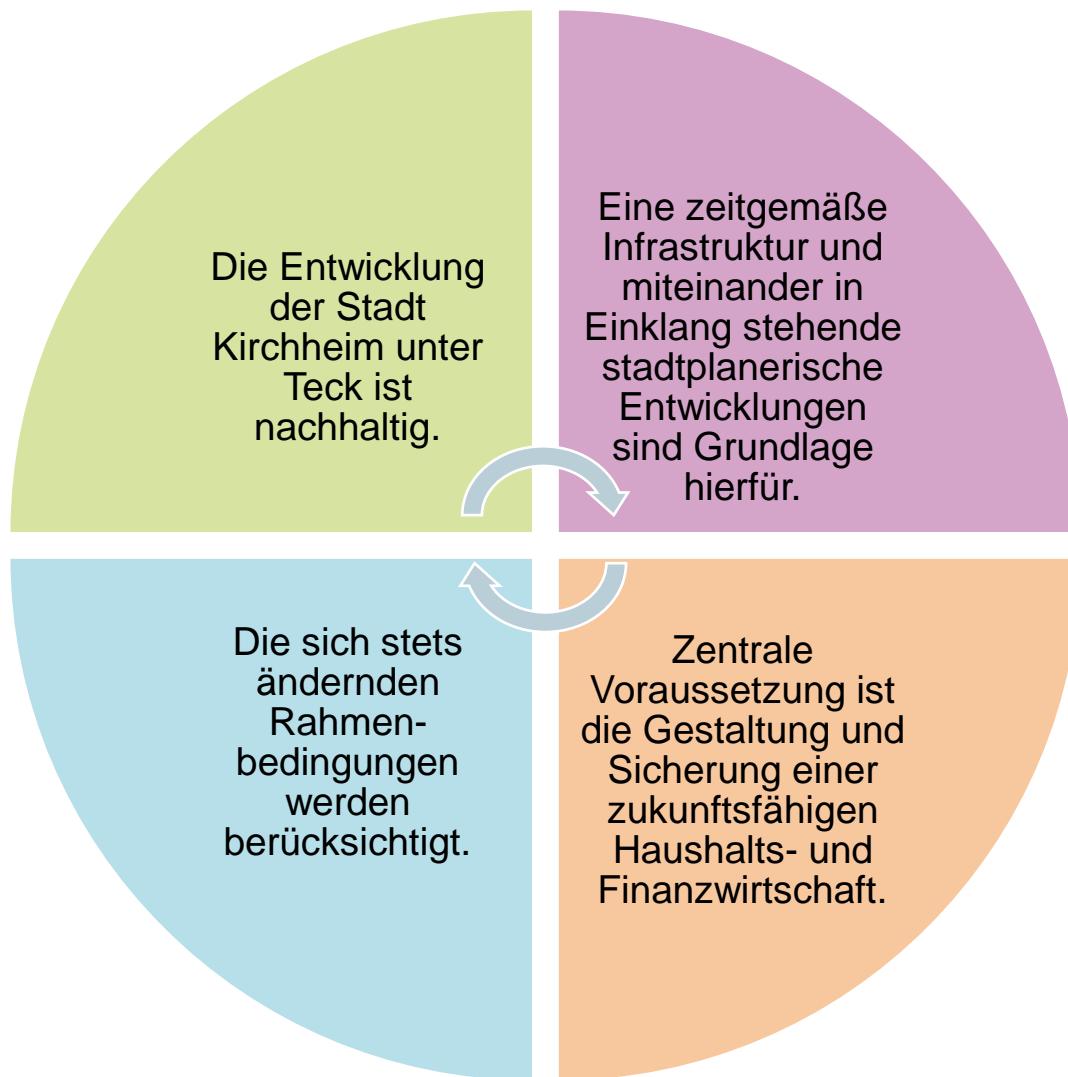 Die Entwicklung
der Stadt
Kirchheim unter
Teck ist
nachhaltig.
Eine zeitgemäße
Infrastruktur und
miteinander in
Einklang stehende
stadtplanerische
Entwicklungen
sind Grundlage
hierfür.
Zentrale
Voraussetzung ist
die Gestaltung und
Sicherung einer
zukunftsfähigen
Haushalts- und
Finanzwirtschaft.
Die sich stets
ändernden
Rahmen-
bedingungen
werden
berücksichtigt.